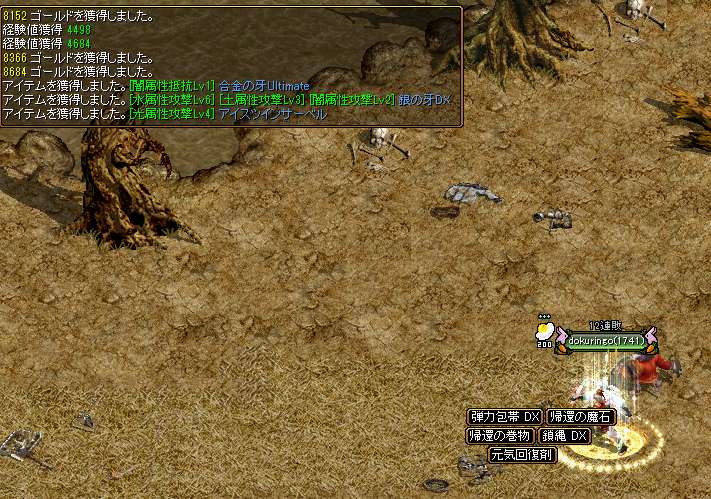 8152 ゴールドを獲得しました。
経験値獲得 4498
経験値獲得 4684
8366 ゴールドを獲得しました。
8684 ゴールドを獲得しました。
アイテムを獲得しました。[闇属性抵抗Lv1] 合金の牙Ultimate
アイテムを獲得しました。[水属性攻撃Lv6] [土属性攻撃Lv3] [闇属性攻撃Lv2] 銀の牙DX
アイテムを獲得しました。[光属性攻撃Lv4] アイスツインサーベル
12連敗
200
dokuringo(1741)
弾力包帯 DX 帰還の魔石
帰還の巻物 鎖縄 DX
元気回復剤